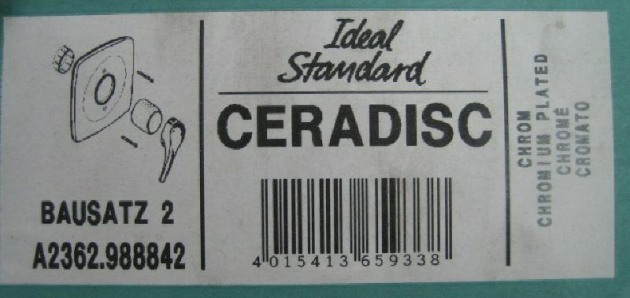 BAUSATZ 2
A2362.988842
Ideal
Standard
CERADISC
4 015413 659338
CHROM
CHROMIUM PLATED
CHROMÉ
CROMATO